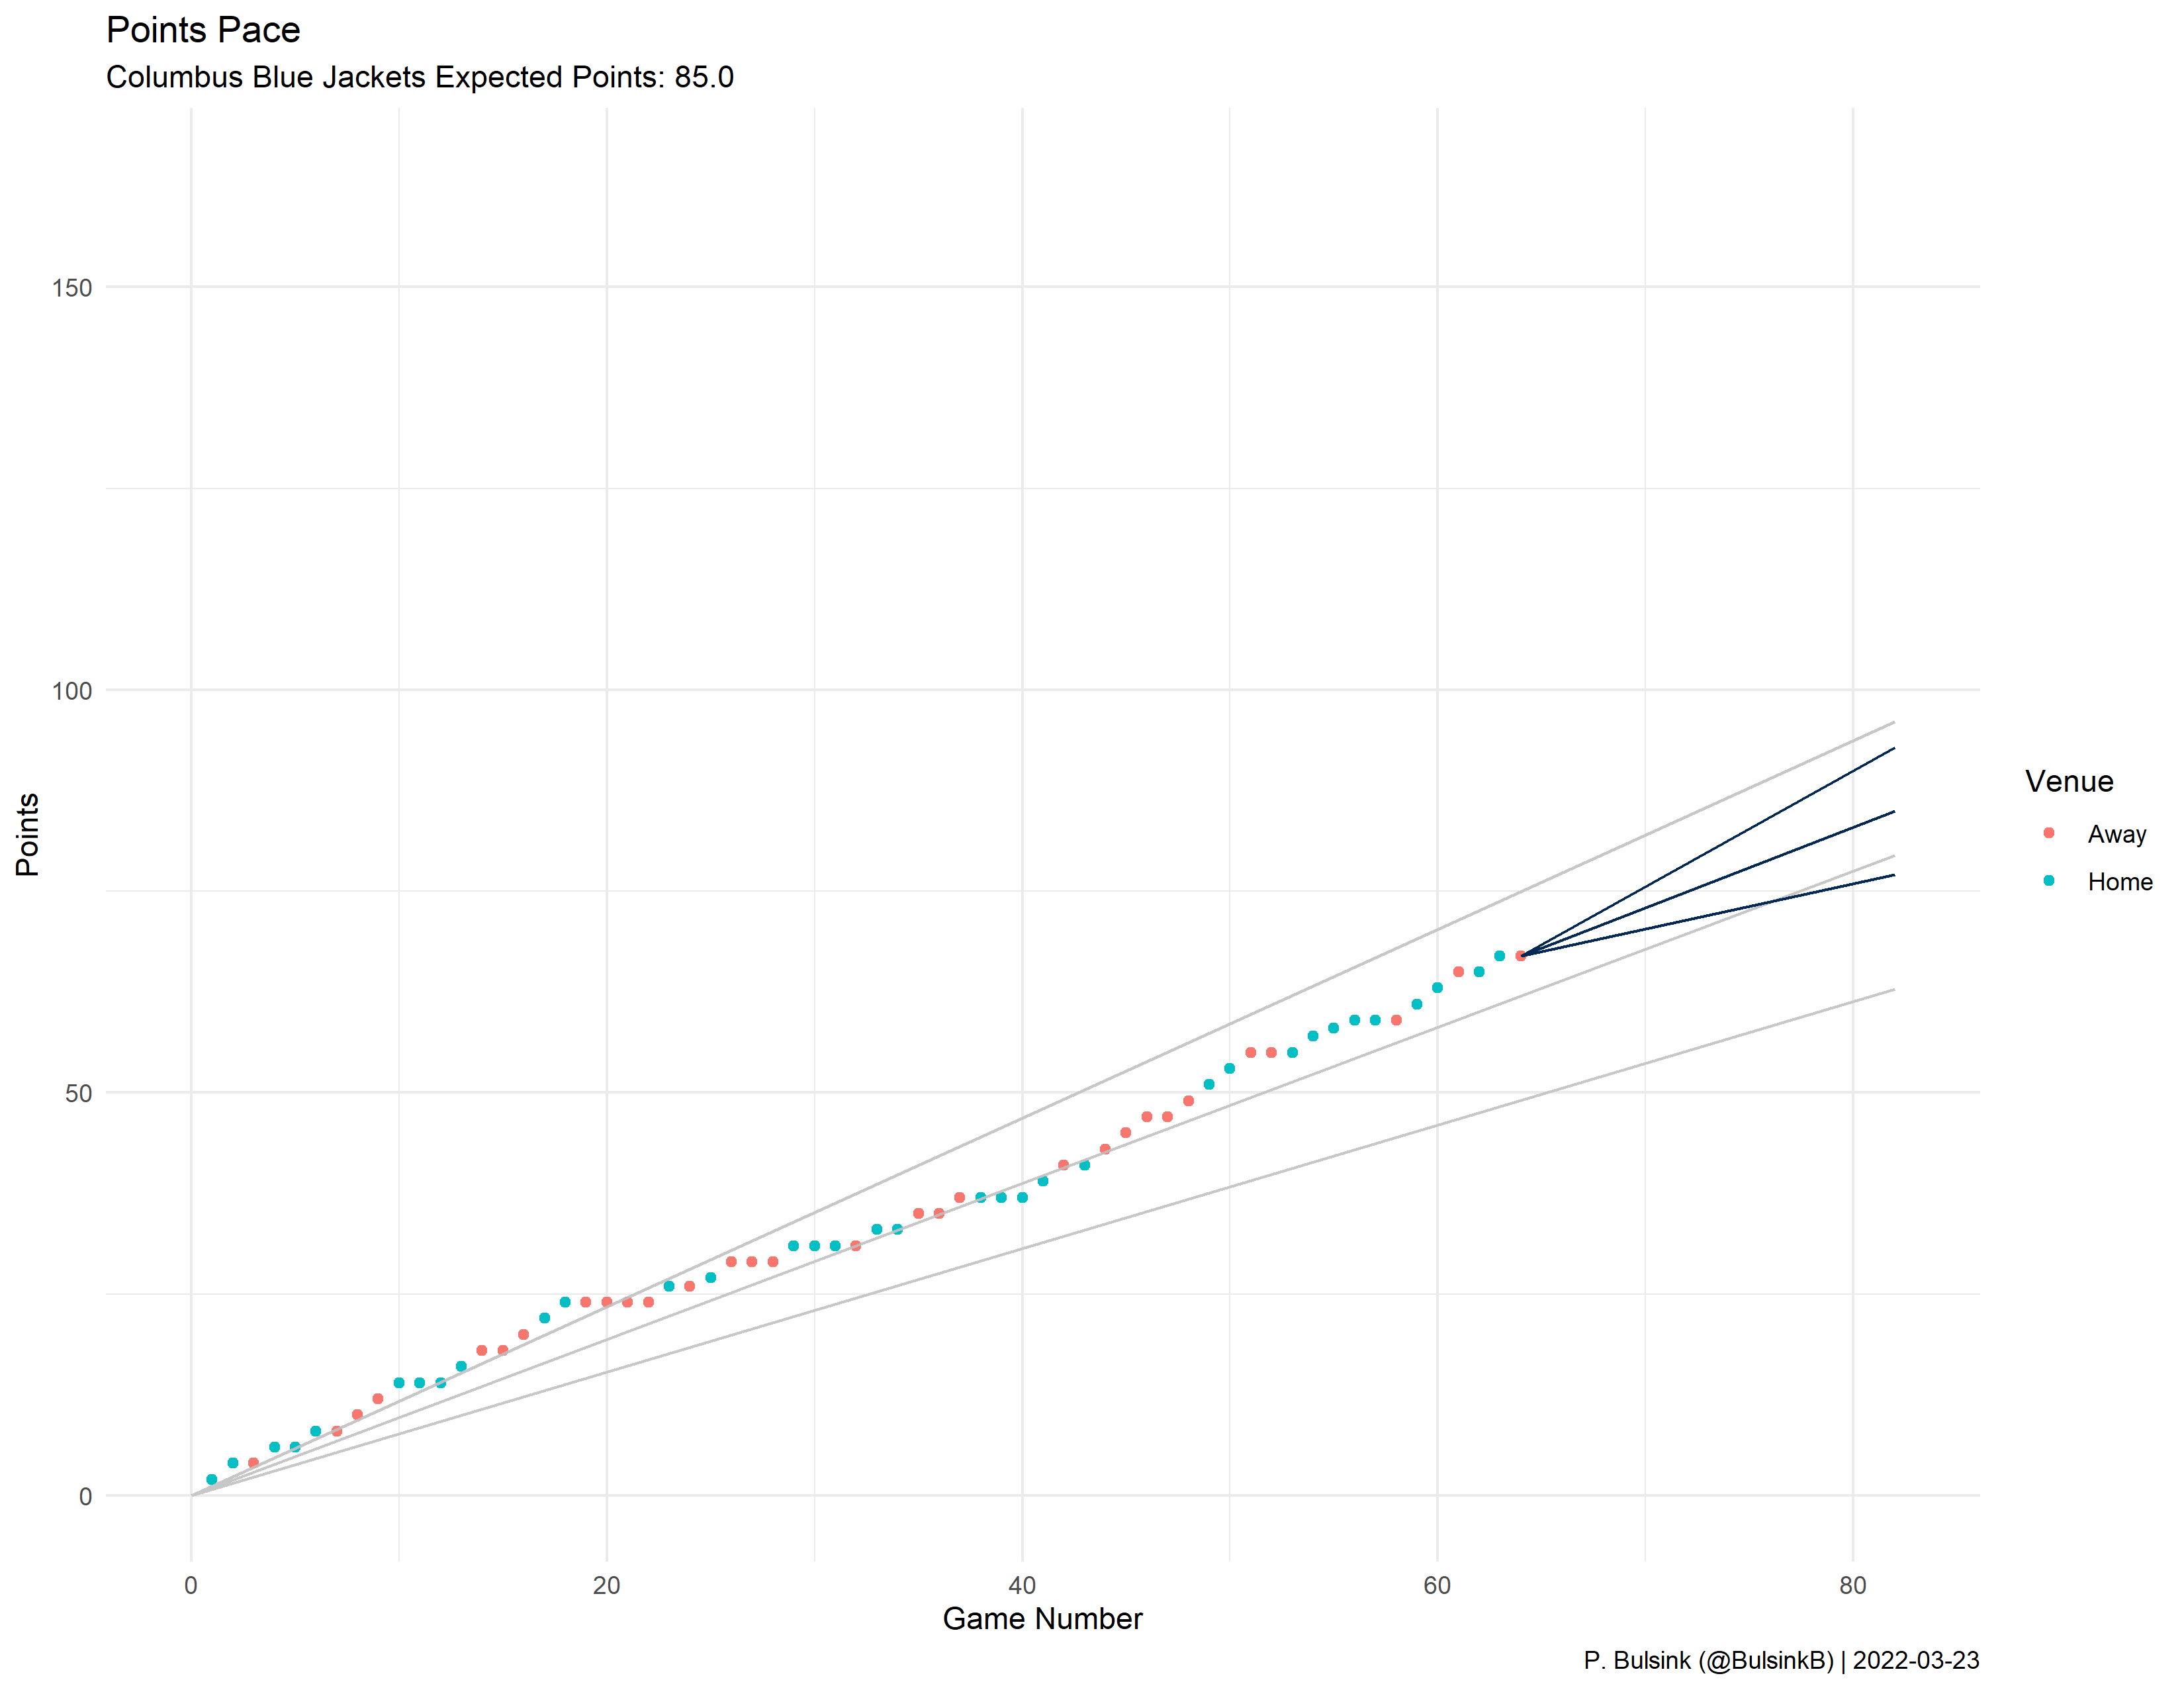 Points Pace
Columbus Blue Jackets Expected Points: 85.0
150
100
50
0
Points
0 20 40 60 80
Game Number
Venue
Away
Home
P. Bulsink (@BulsinkB) | 2022-03-23